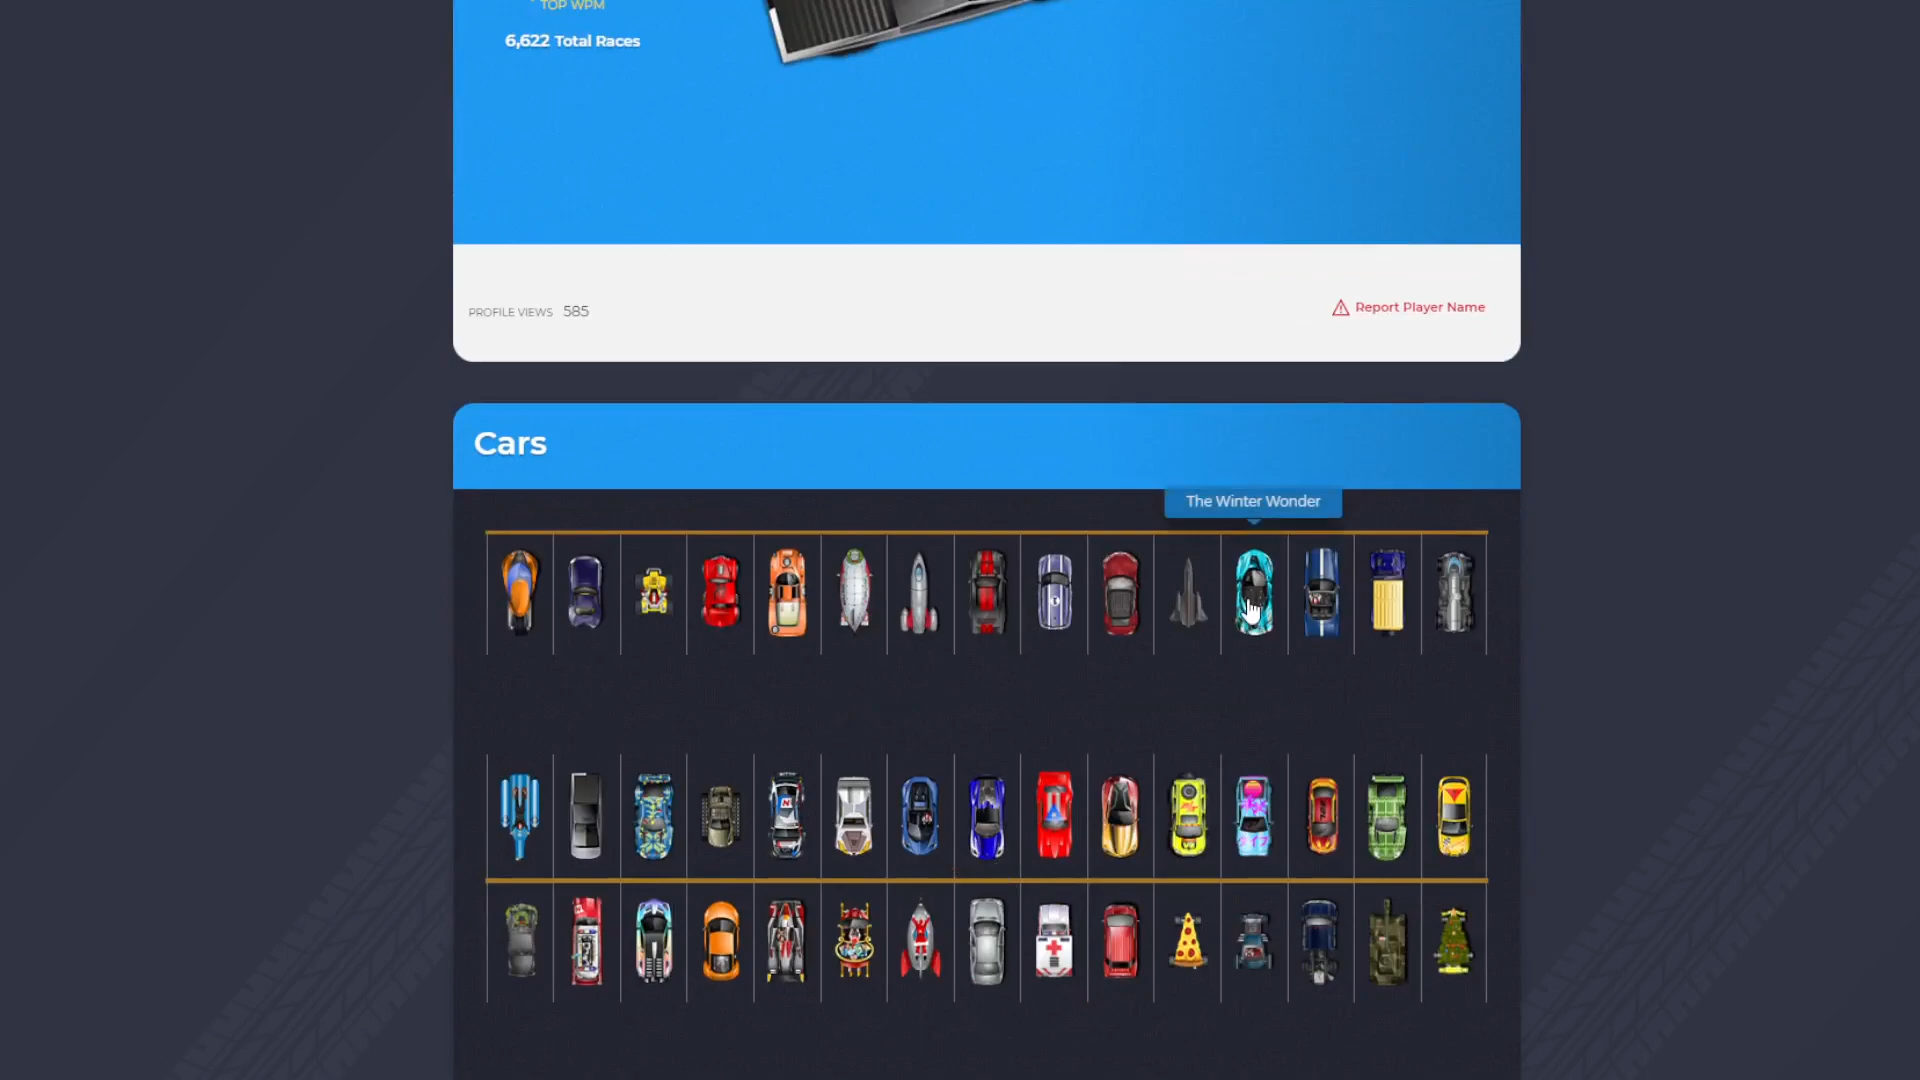 TOP WPM
6,622 Total Races
PROFILE VIEWS 585
Report Player Name
Cars
The Winter Wonder